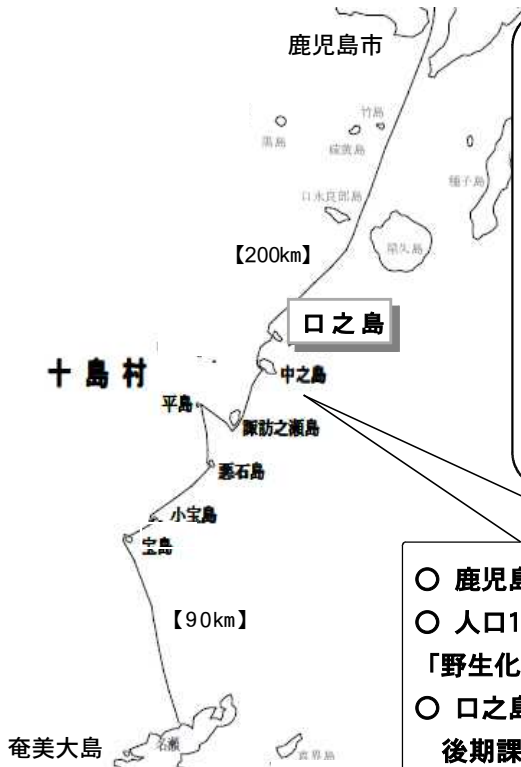 鹿児島市
竹島
黒島
硫黄島
口永良部島
種子島
屋久島
【200km】
口之島
十島村
中之島
平島
諏訪之瀬島
悪石島
小宝島
宝島
【90km】
奄美大島
名瀬
喜界島
〇 鹿児島
〇 人口1
「野生化
〇 口之島
後期課